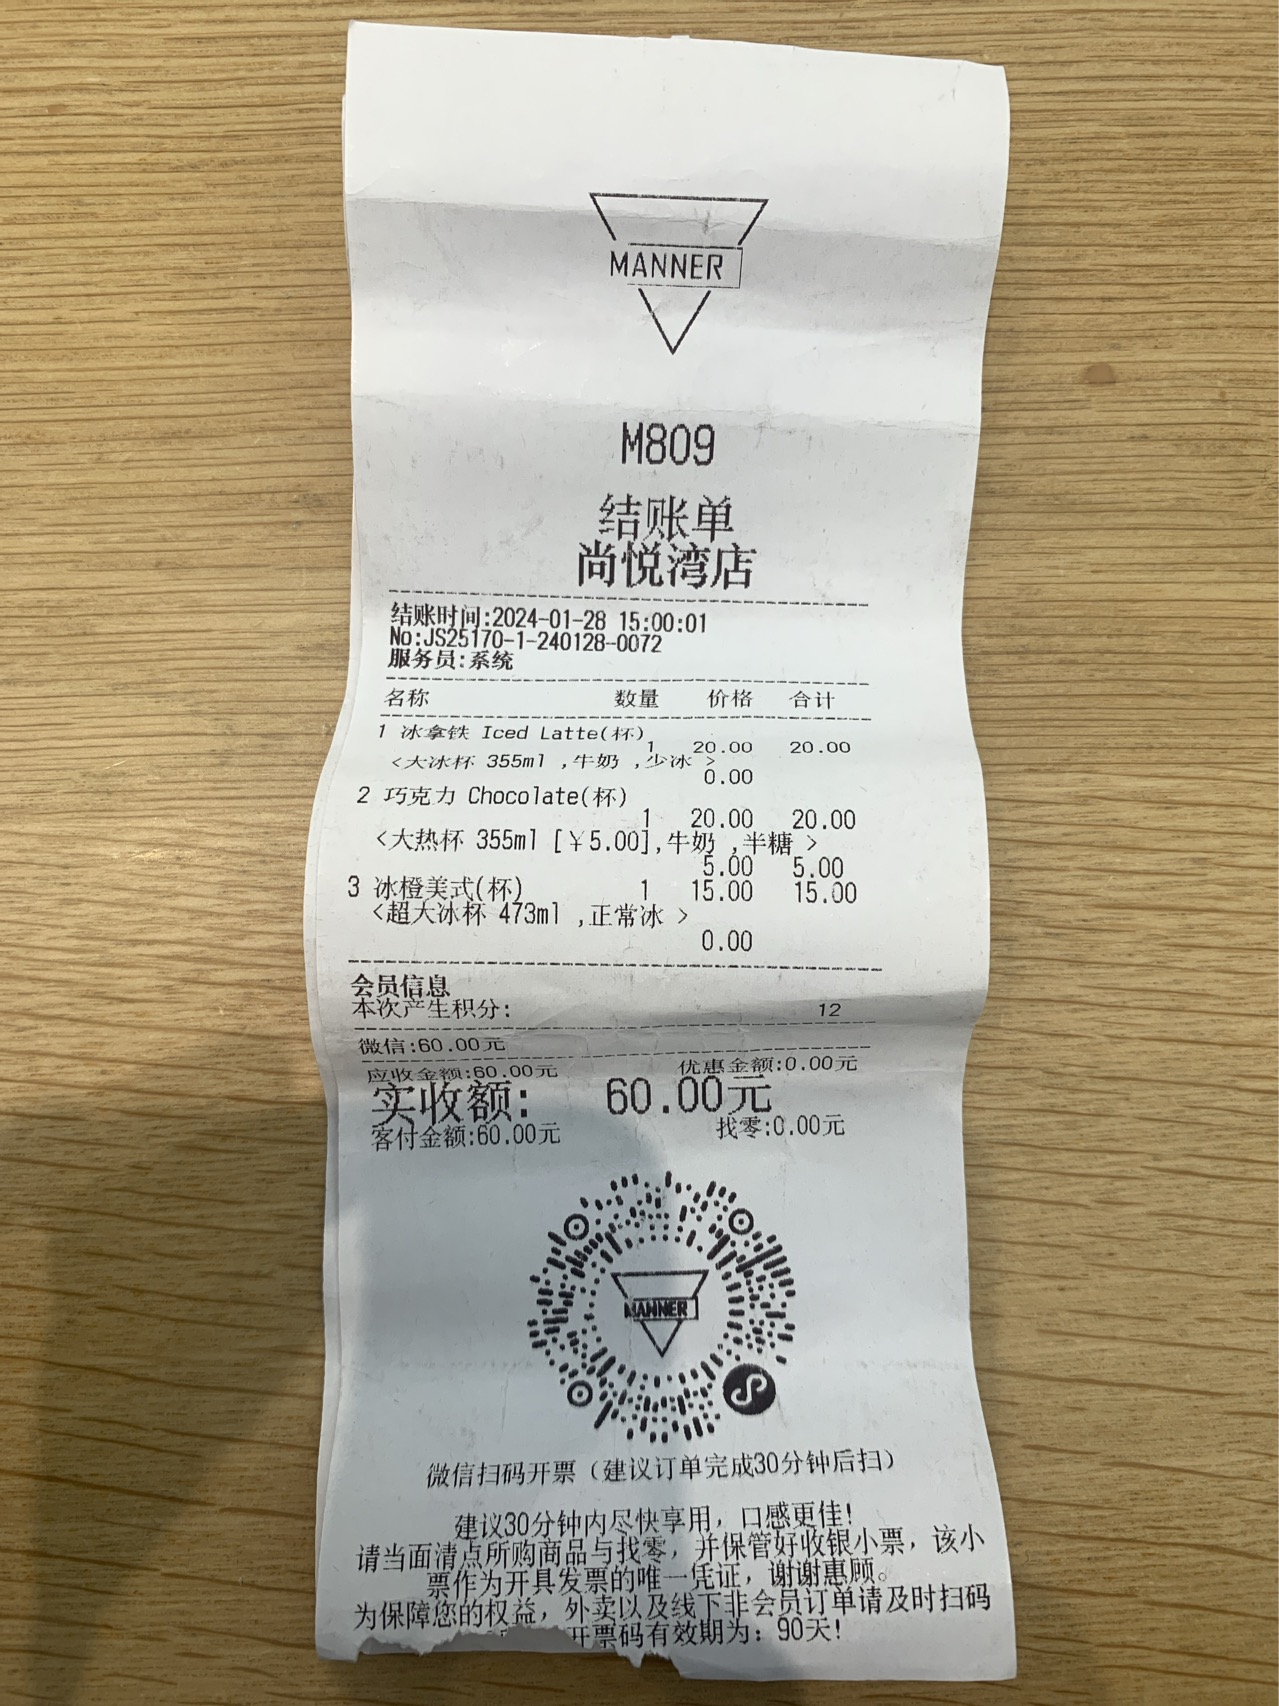 MANNER
M809
结账单
尚悦湾店
结账时间:2024-01-28 15:00:01
No:JS25170-1-240128-0072
服务员:系统
名称 数量 价格 合计
1 冰拿铁 Iced Latte(杯)
1 20.00 20.00
<大冰杯 355ml ,牛奶 ,少冰 >
0.00
2 巧克力 Chocolate(杯)
1 20.00 20.00
<大热杯 355ml [¥5.00],牛奶 ,半糖 >
5.00 5.00
3 冰橙美式(杯) 1 15.00 15.00
<超大冰杯 473ml ,正常冰 >
0.00
会员信息
本次产生积分: 12
微信:60.00元
应收金额:60.00元 优惠金额:0.00元
实收额: 60.00元
客付金额:60.00元 找零:0.00元
MANNER
微信扫码开票（建议订单完成30分钟后扫）
建议30分钟内尽快享用，口感更佳!
请当面清点所购商品与找零，并保管好收银小票，该小
票作为开具发票的唯一凭证，谢谢惠顾。
为保障您的权益，外卖以及线下非会员订单请及时扫码
开票码有效期为：90天!